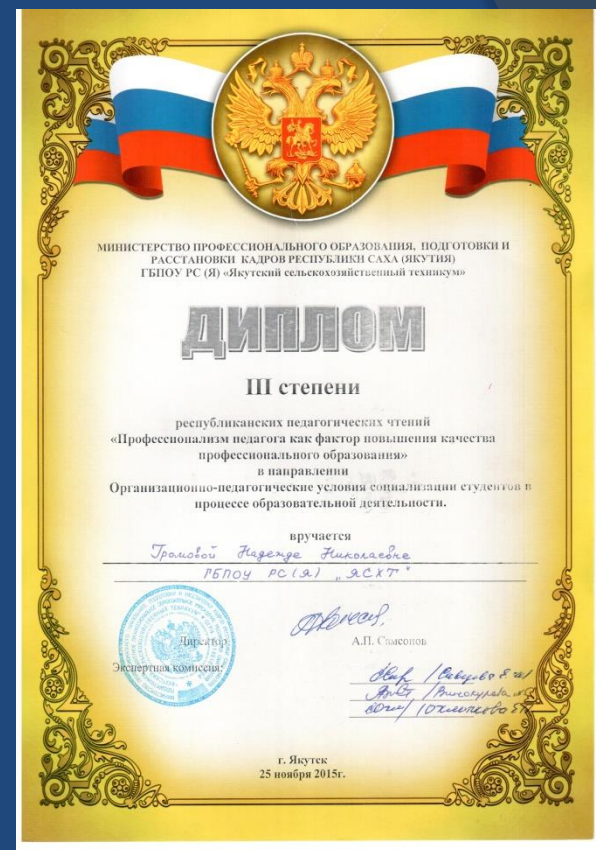 МИНИСТЕРСТВО ПРОФЕССИОНАЛЬНОГО ОБРАЗОВАНИЯ, ПОДГОТОВКИ И
РАССТАНОВКИ КАДРОВ РЕСПУБЛИКИ САХА (ЯКУТИЯ)
ГБПОУ РС (Я) «Якутский сельскохозяйственный техникум»
ДИПЛОМ
III степени
республиканских педагогических чтений
«Профессионализм педагога как фактор повышения качества
профессионального образования»
в направлении
Организационно-педагогические условия социализации студентов в
процессе образовательной деятельности.
вручается
Громовой Надежде Николаевне
ГБПОУ РС(Я) „ЯСХТ"
Директор
А.П. Самсонов
Экспертная комиссия:
г. Якутск
25 ноября 2015г.